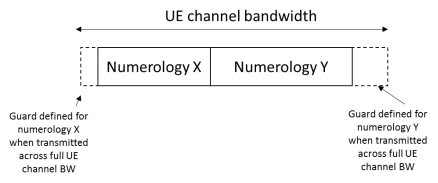 UE channel bandwidth
Numerology X
Numerology Y
Guard defined for
numerology X
when transmitted
across full UE
channel BW
Guard defined for
numerology Y
when transmitted
across full UE
channel BW